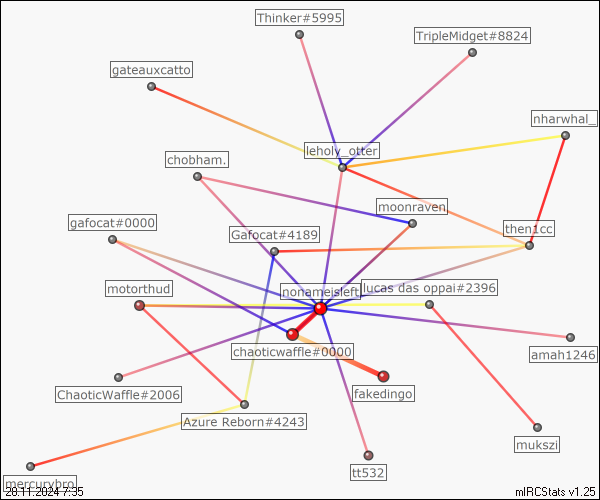 Thinker#5995
TripleMidget#8824
gateauxcatto
nharwhal_
leholy_otter
chobham.
moonraven
gafocat#0000
Gafocat#4189
then1cc
motorthud
nonameisleft
lucas das oppai#2396
chaoticwaffle#0000
amah1246
ChaoticWaffle#2006
fakedingo
Azure Reborn#4243
mukszi
tt532
mercurybro_
20.11.2024 7:35
mIRCStats v1.25